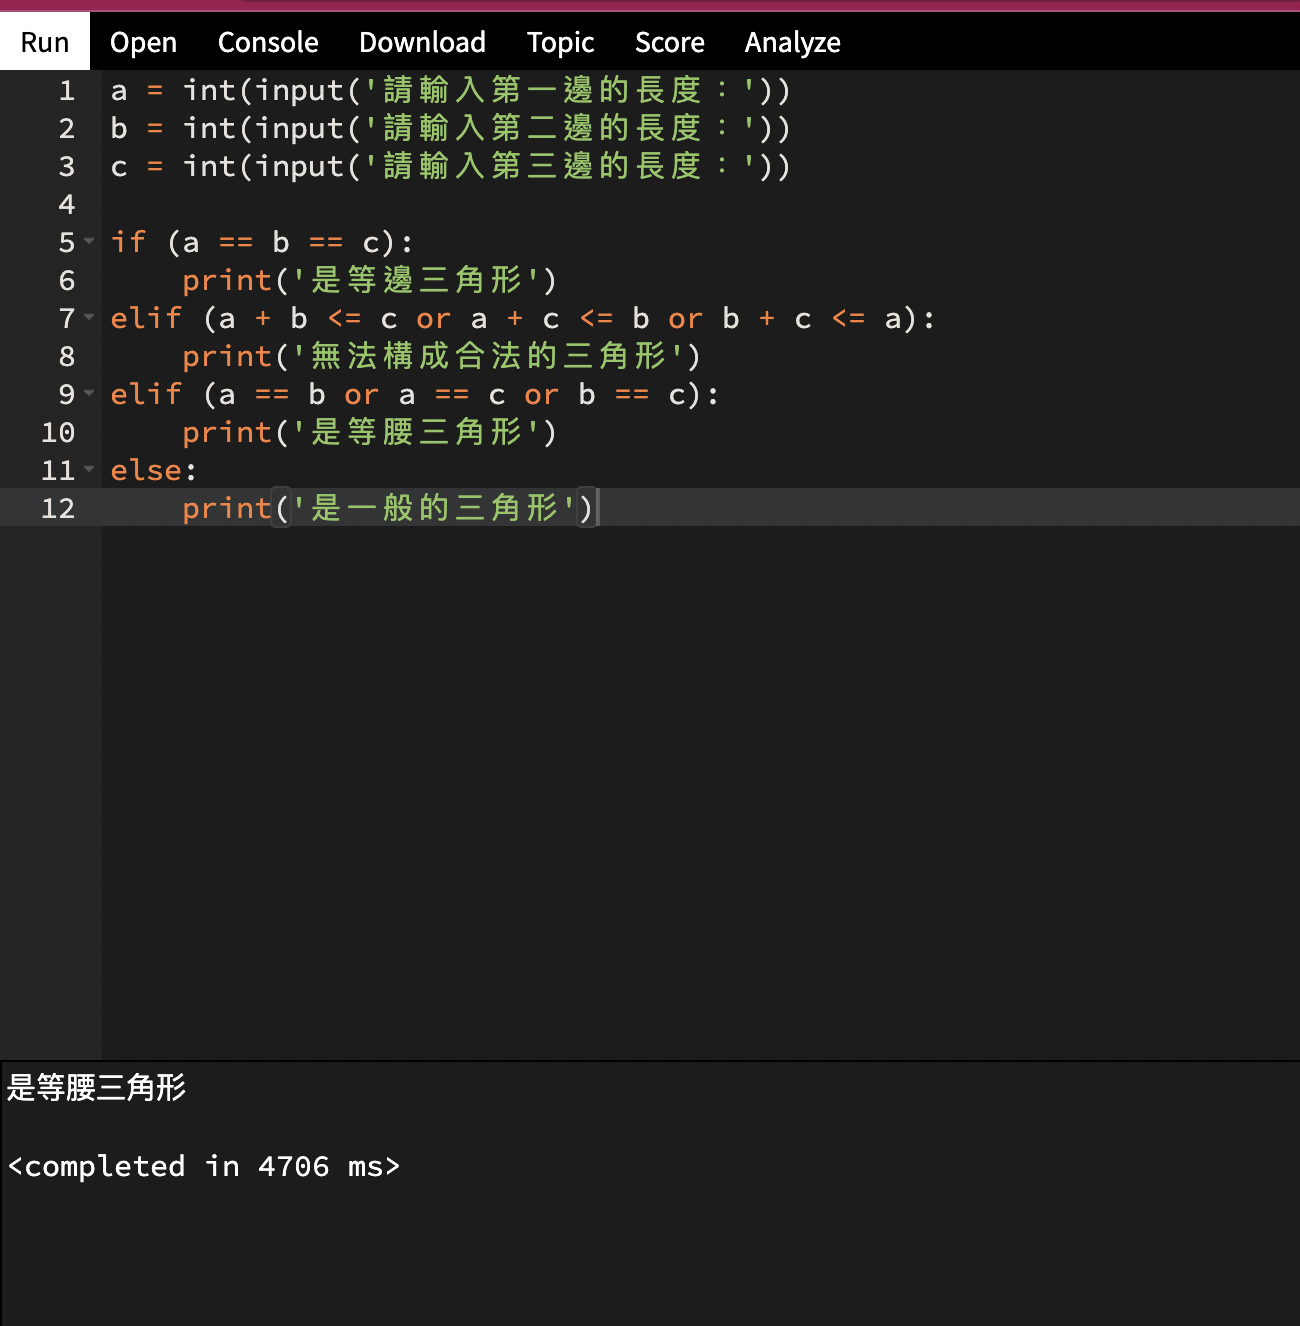 Run Open Console Download Topic Score Analyze
1 a = int(input('請輸入第一邊的長度：'))
2 b = int(input('請輸入第二邊的長度：'))
3 c = int(input('請輸入第三邊的長度：'))
4
5 if (a == b == c):
6     print('是等邊三角形')
7 elif (a + b <= c or a + c <= b or b + c <= a):
8     print('無法構成合法的三角形')
9 elif (a == b or a == c or b == c):
10     print('是等腰三角形')
11 else:
12     print('是一般的三角形')
是等腰三角形
<completed in 4706 ms>